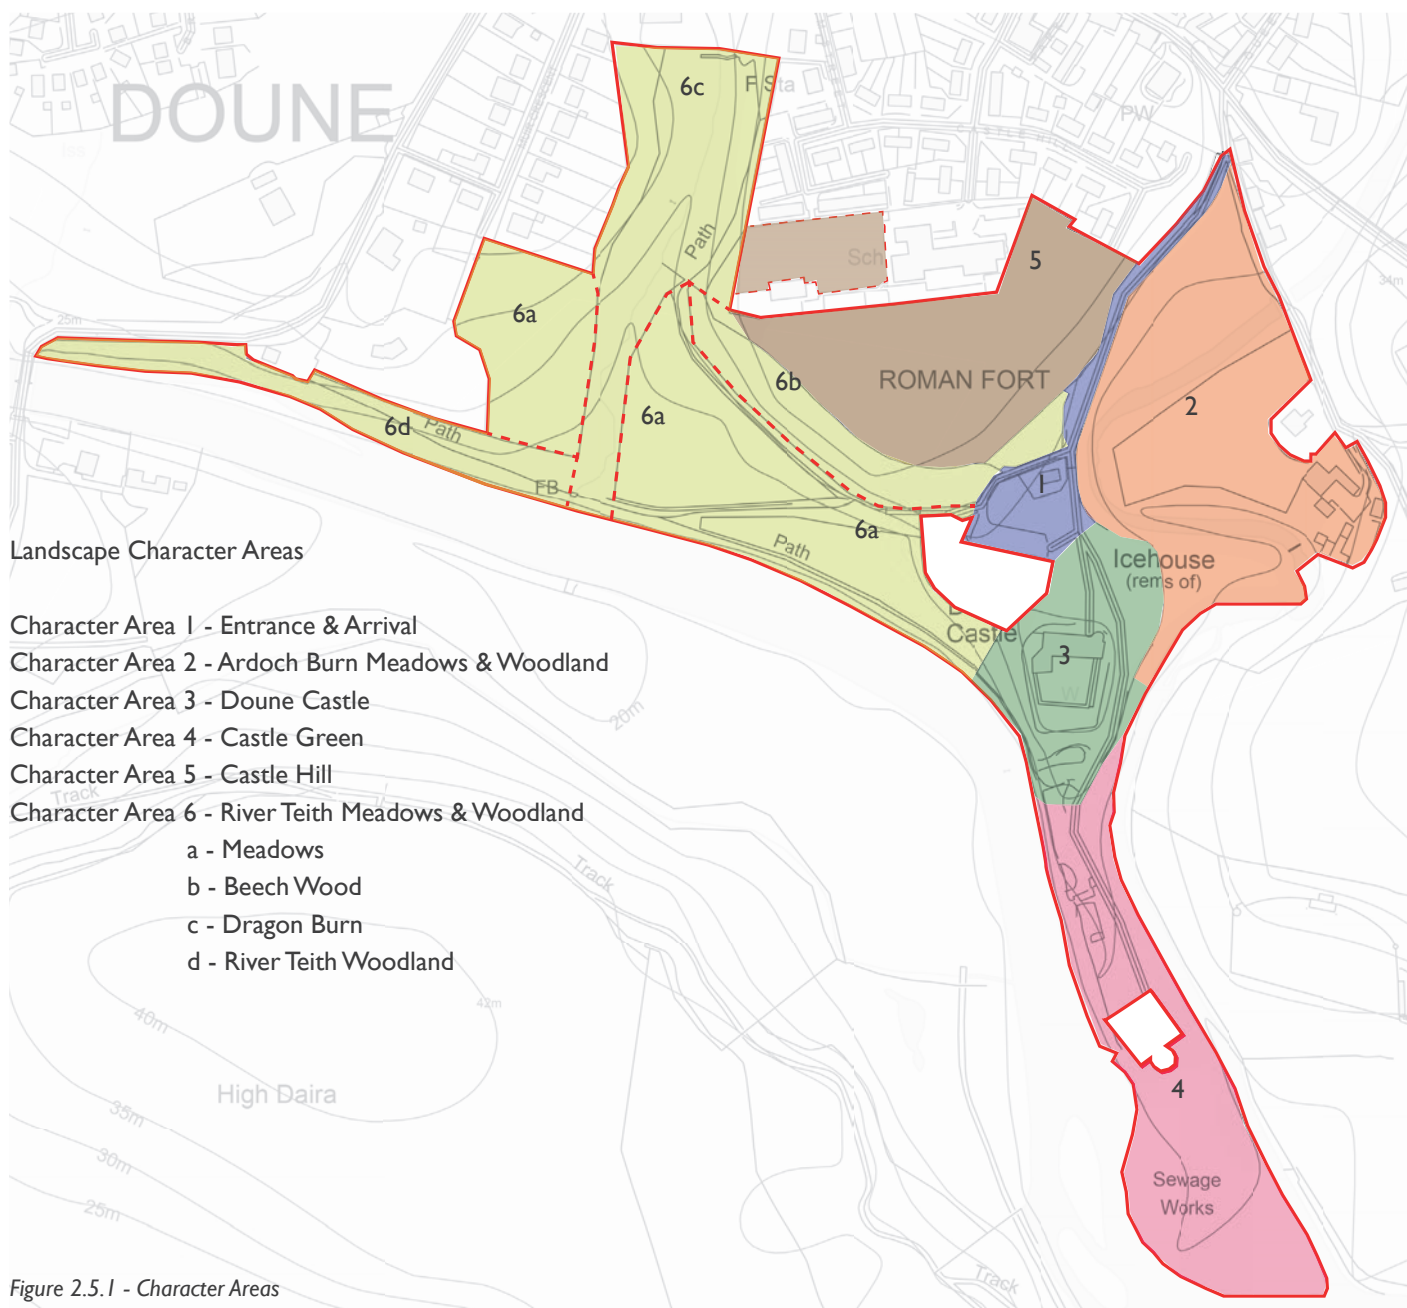 DOUNE
6c
F Sta
PW
CASTLE
Path
Sch
5
34m
6a
25m
6b
ROMAN FORT
2
6d
Path
6a
FB
1
6a
Path
Icehouse
(rems of)
Castle
3
W
20m
Landscape Character Areas
Character Area 1 - Entrance & Arrival
Character Area 2 - Ardoch Burn Meadows & Woodland
Character Area 3 - Doune Castle
Character Area 4 - Castle Green
Character Area 5 - Castle Hill
Character Area 6 - River Teith Meadows & Woodland
a - Meadows
b - Beech Wood
c - Dragon Burn
d - River Teith Woodland
Track
Track
42m
40m
High Daira
35m
30m
25m
4
Sewage
Works
Track
Figure 2.5.1 - Character Areas